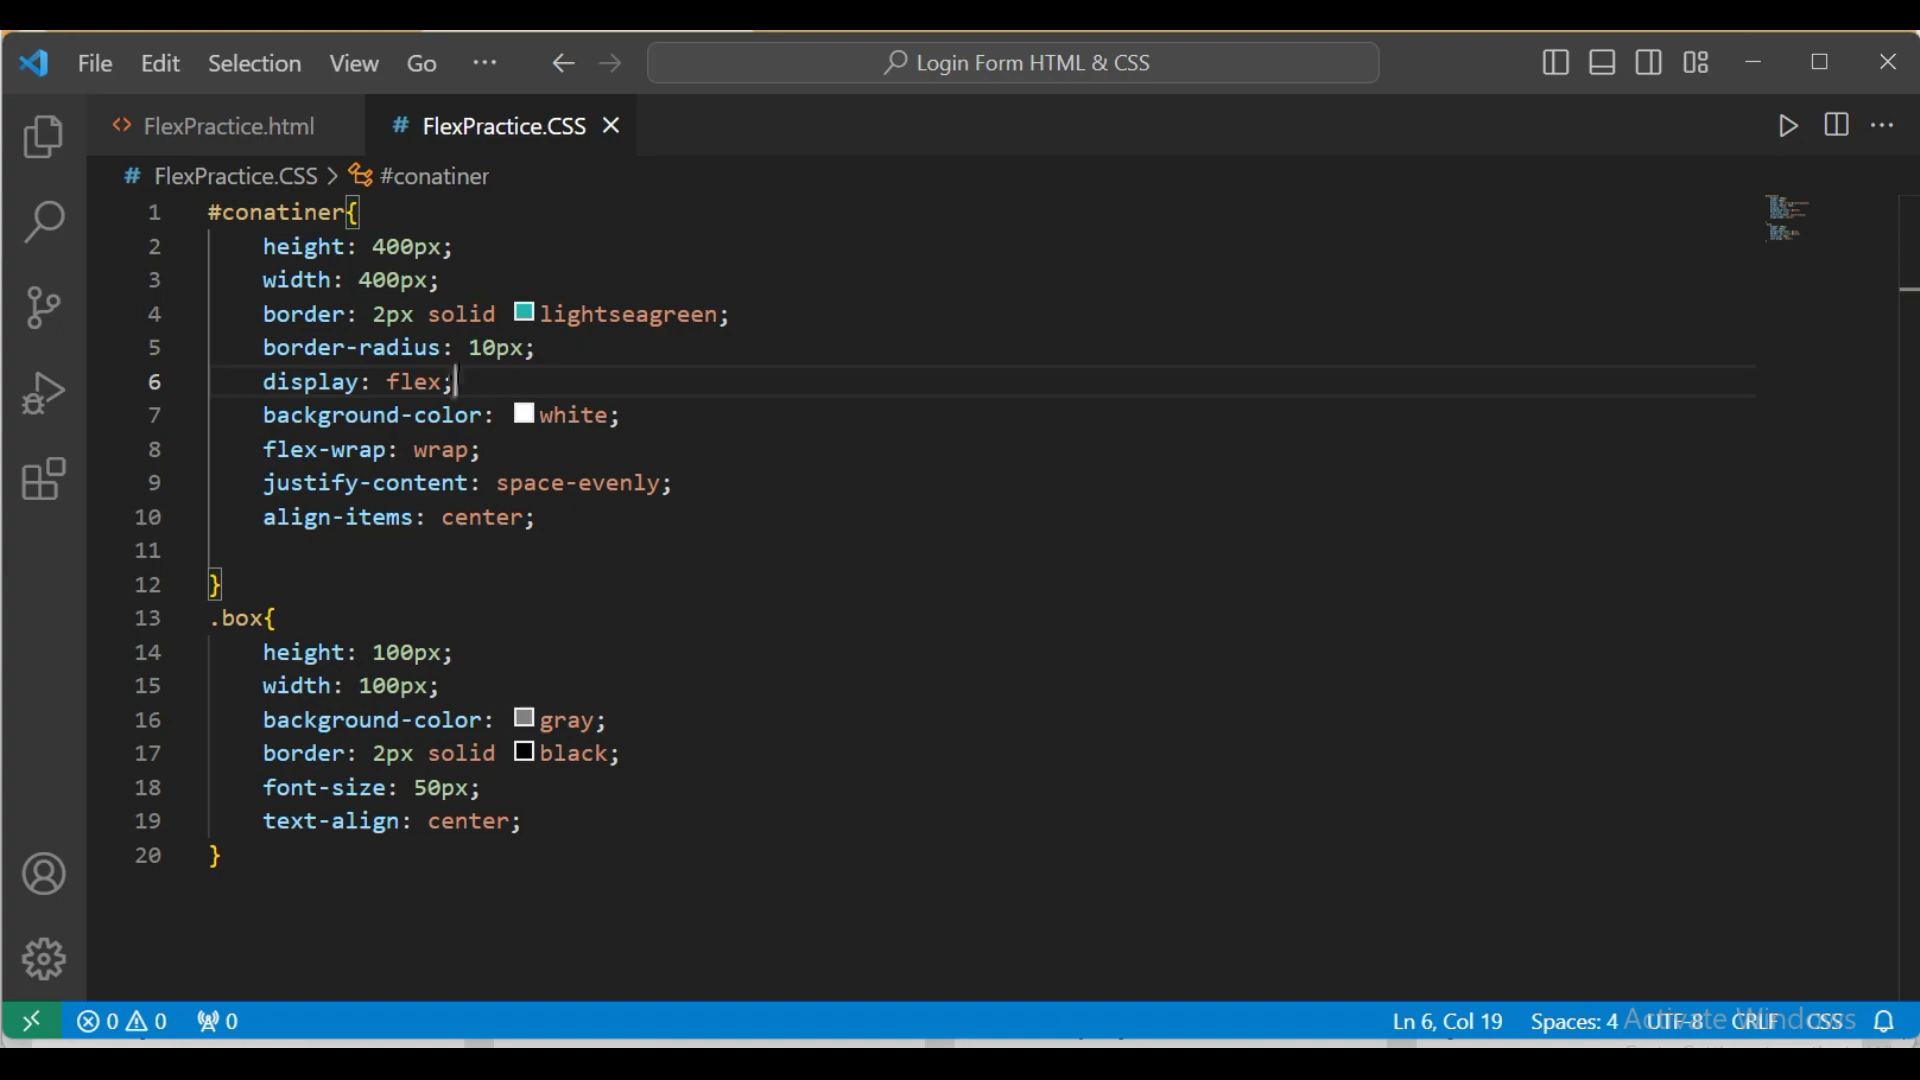 File Edit Selection View Go ··· Login Form HTML & CSS
<> FlexPractice.html # FlexPractice.CSS
# FlexPractice.CSS > #conatiner
1 #conatiner{
2 height: 400px;
3 width: 400px;
4 border: 2px solid lightseagreen;
5 border-radius: 10px;
6 display: flex;
7 background-color: white;
8 flex-wrap: wrap;
9 justify-content: space-evenly;
10 align-items: center;
11
12 }
13 .box{
14 height: 100px;
15 width: 100px;
16 background-color: gray;
17 border: 2px solid black;
18 font-size: 50px;
19 text-align: center;
20 }
0 0 0 Ln 6, Col 19 Spaces: 4 UTF-8 CRLF CSS
Activate Windows